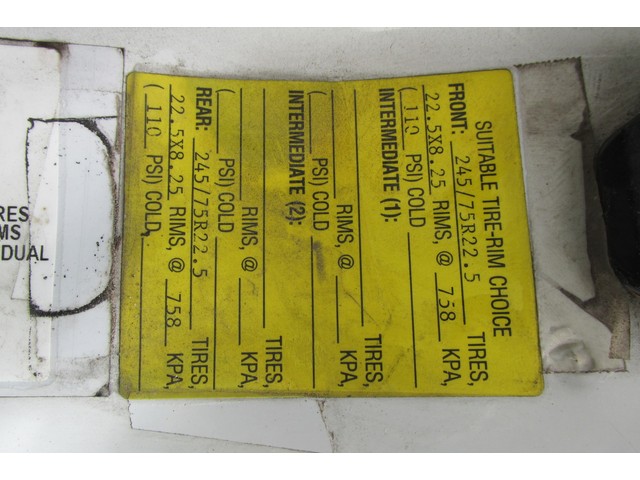 SUITABLE TIRE-RIM CHOICE
FRONT: 245/75R22.5 TIRES,
22.5X8.25 RIMS, @ 758 KPA,
( 110 PSI) COLD
INTERMEDIATE (1):
TIRES,
RIMS, @ KPA,
( PSI) COLD
INTERMEDIATE (2):
TIRES,
RIMS, @ KPA,
( PSI) COLD
REAR: 245/75R22.5 TIRES,
22.5X8.25 RIMS, @ 758 KPA,
( 110 PSI) COLD,
RES
MS
DUAL